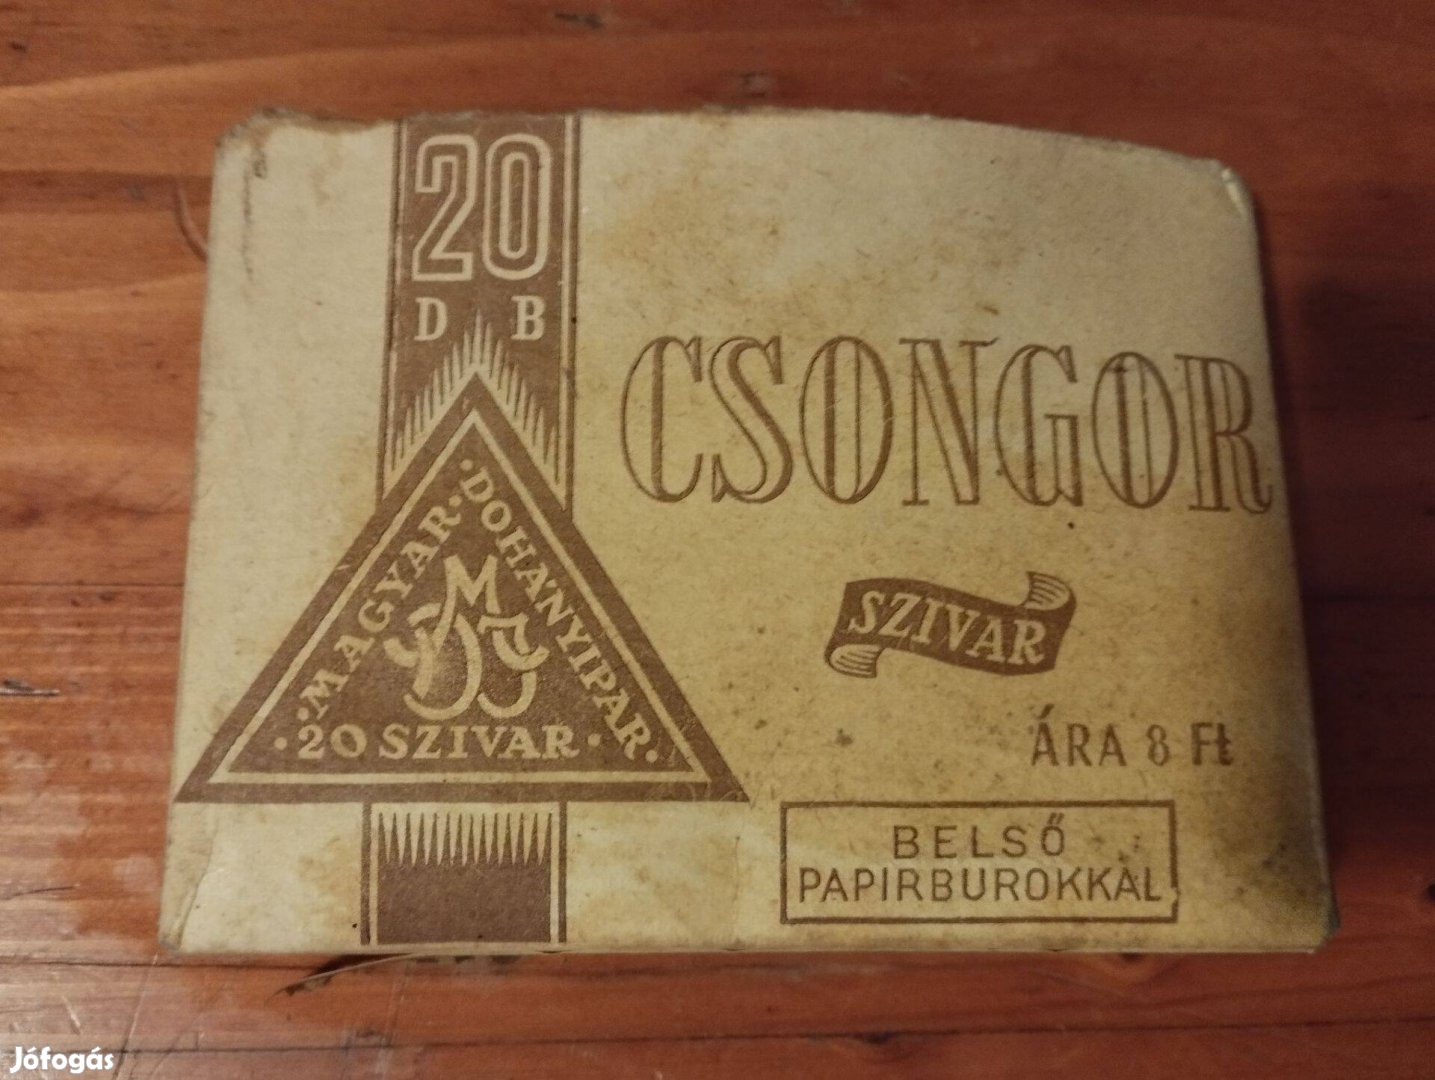 20
D B
MAGYAR · DOHÁNYIPAR ·
· 20 SZIVAR ·
CSONGOR
SZIVAR
ÁRA 8 Ft
BELSŐ
PAPIRBUROKKAL
Jófogás